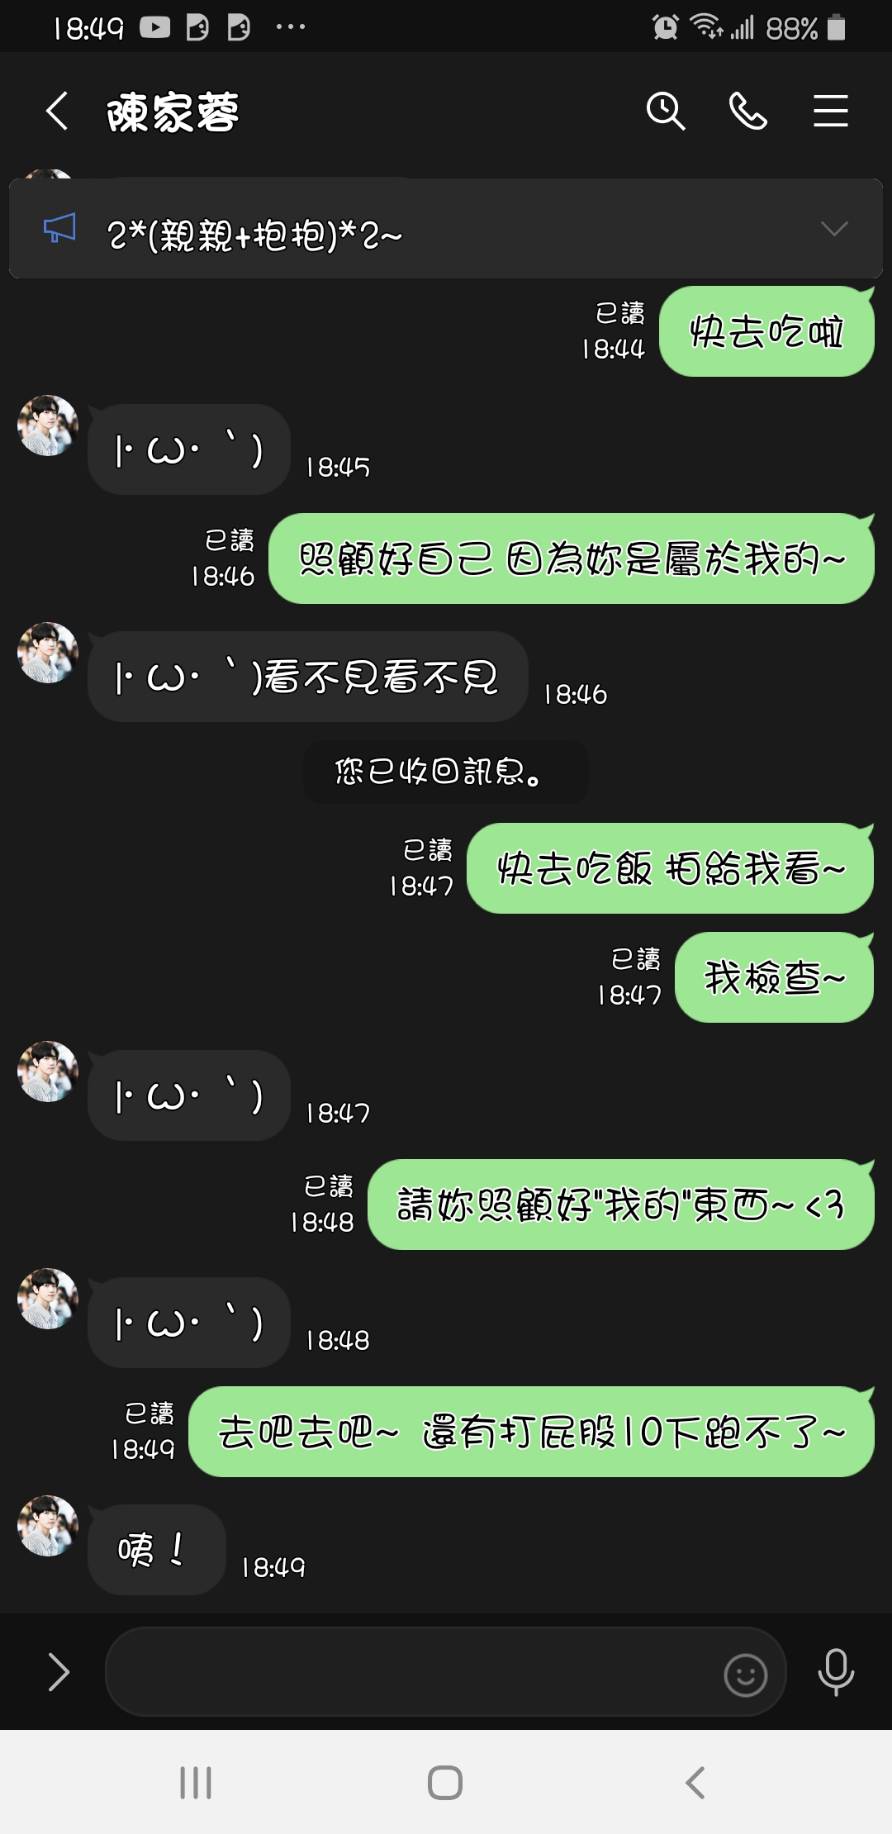 18:49 88%
陳家蓉
2*(親親+抱抱)*2~
已讀
18:44
快去吃啦
|･ω･｀)
18:45
已讀
18:46
照顧好自己 因為妳是屬於我的~
|･ω･｀)看不見看不見
18:46
您已收回訊息。
已讀
18:47
快去吃飯 拍給我看~
已讀
18:47
我檢查~
|･ω･｀)
18:47
已讀
18:48
請妳照顧好"我的"東西~ <3
|･ω･｀)
18:48
已讀
18:49
去吧去吧~ 還有打屁股10下跑不了~
咦！
18:49